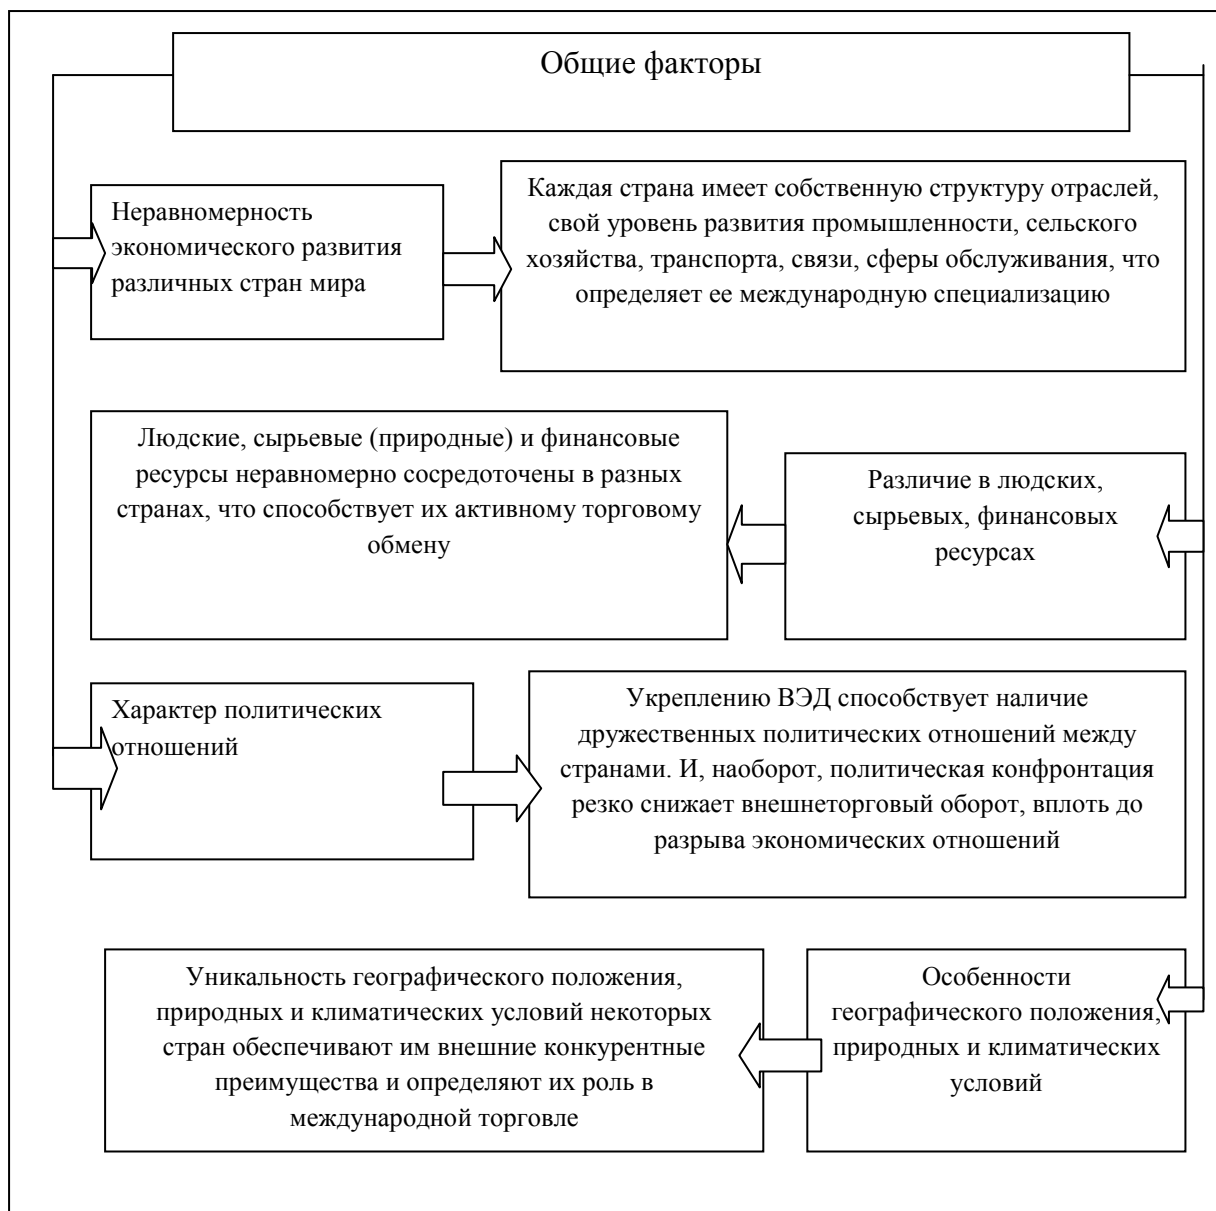 Общие факторы
Неравномерность
экономического развития
различных стран мира
Каждая страна имеет собственную структуру отраслей,
свой уровень развития промышленности, сельского
хозяйства, транспорта, связи, сферы обслуживания, что
определяет ее международную специализацию
Людские, сырьевые (природные) и финансовые
ресурсы неравномерно сосредоточены в разных
странах, что способствует их активному торговому
обмену
Различие в людских,
сырьевых, финансовых
ресурсах
Характер политических
отношений
Укреплению ВЭД способствует наличие
дружественных политических отношений между
странами. И, наоборот, политическая конфронтация
резко снижает внешнеторговый оборот, вплоть до
разрыва экономических отношений
Уникальность географического положения,
природных и климатических условий некоторых
стран обеспечивают им внешние конкурентные
преимущества и определяют их роль в
международной торговле
Особенности
географического положения,
природных и климатических
условий